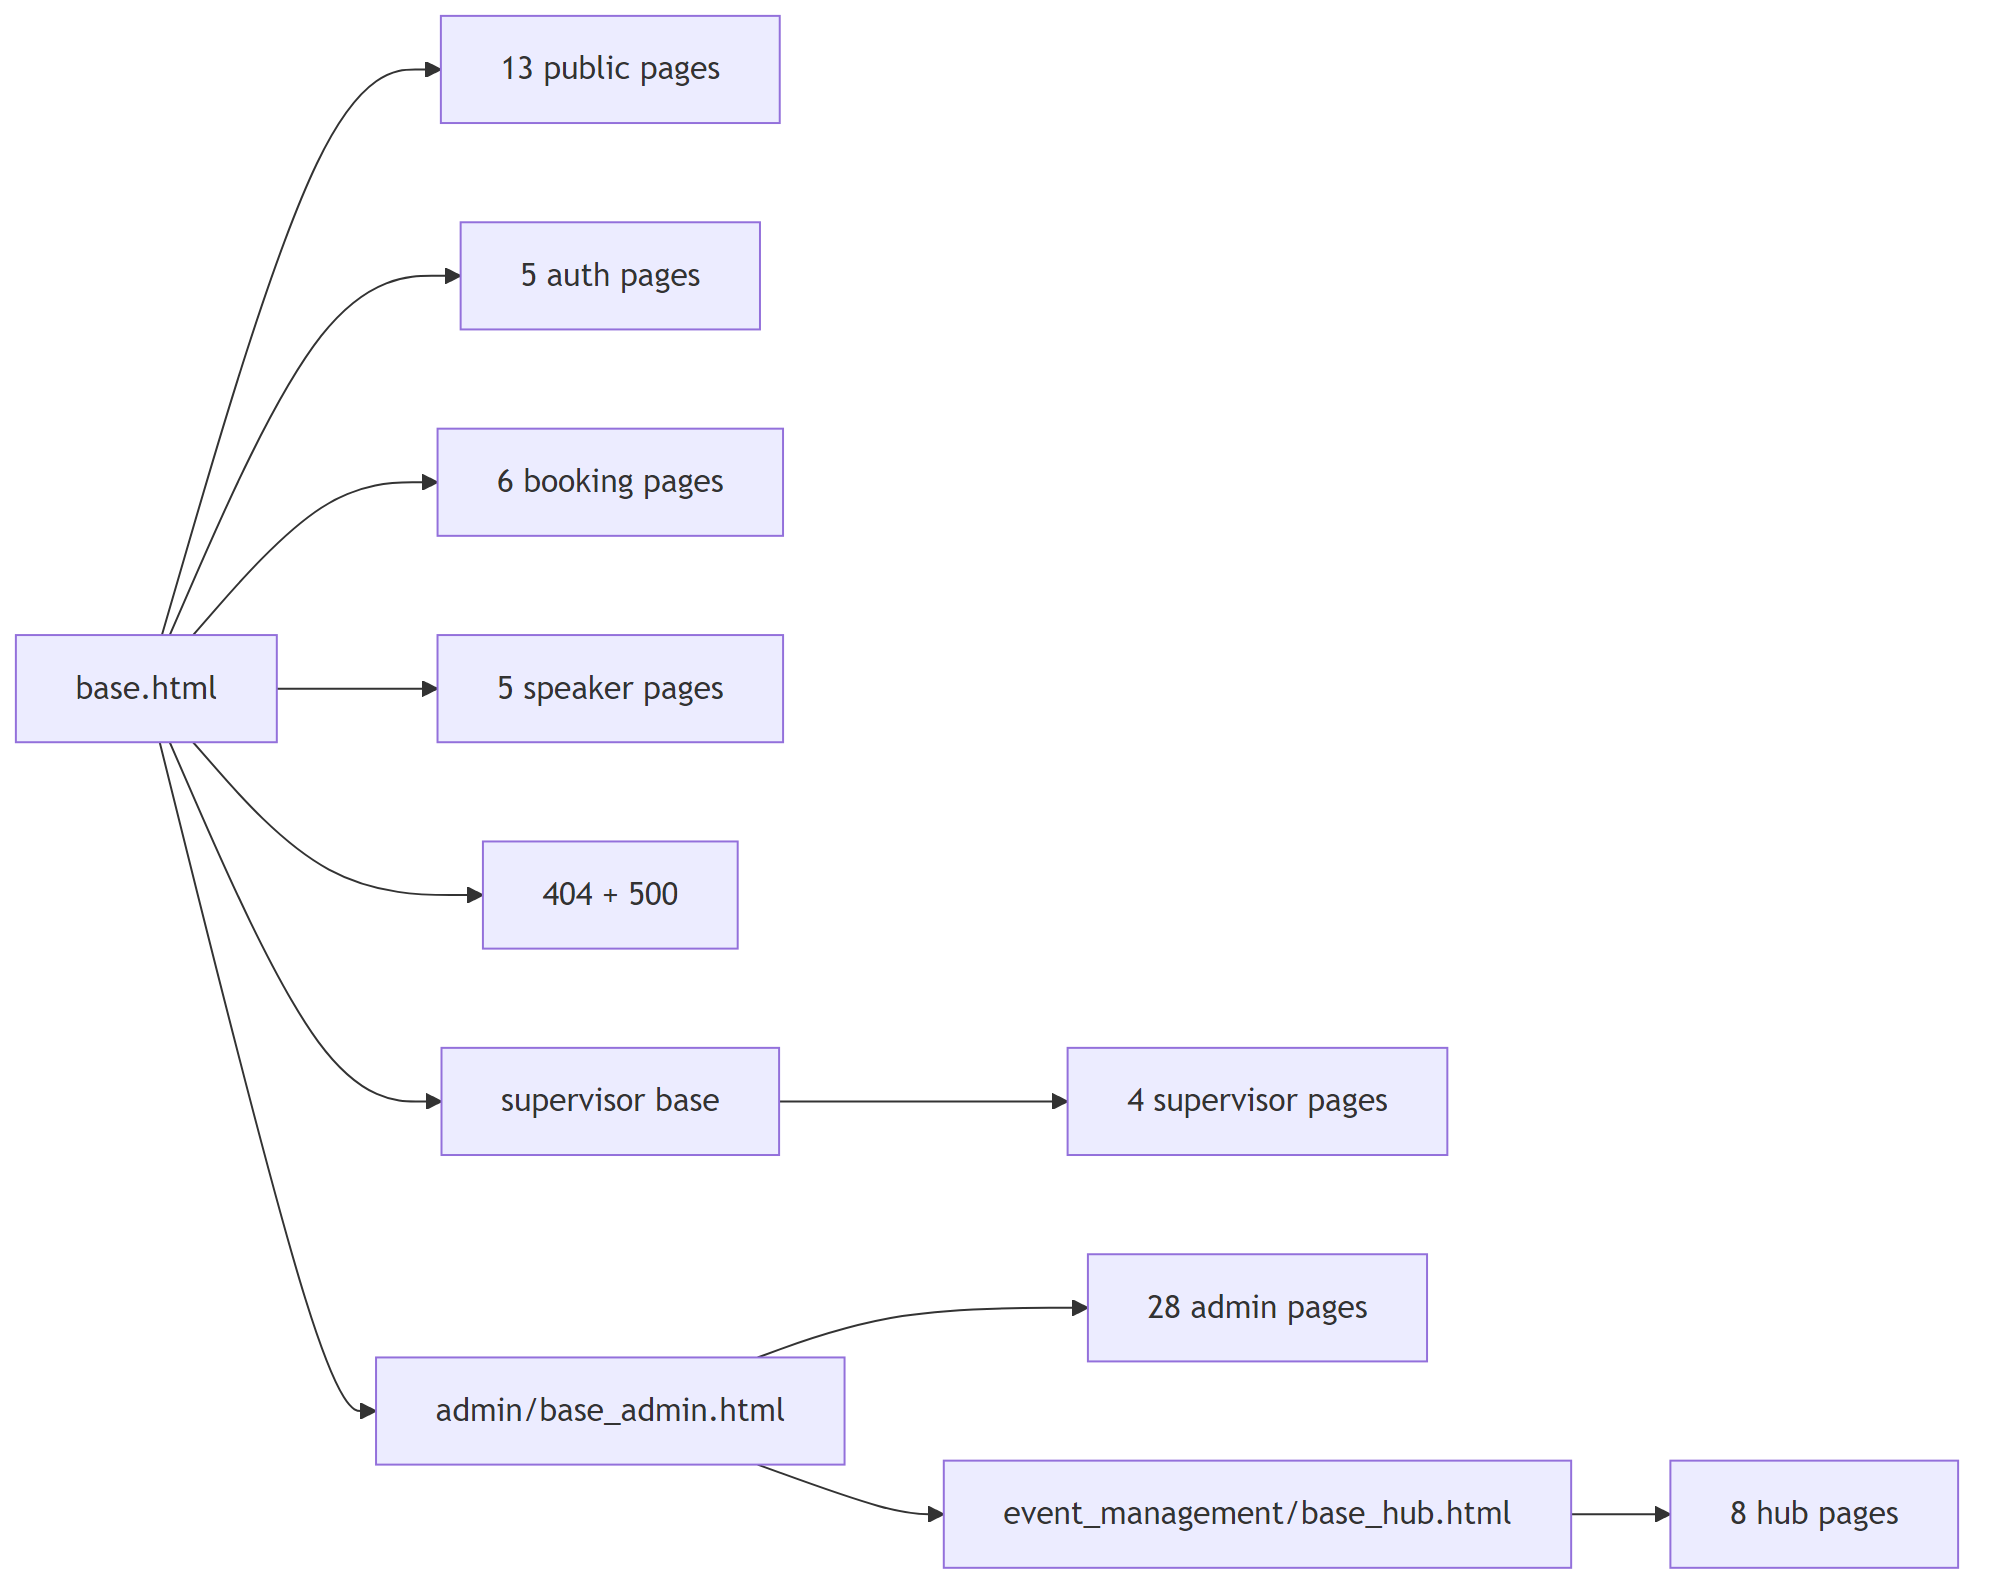 13 public pages
5 auth pages
6 booking pages
base.html
5 speaker pages
404 + 500
supervisor base
4 supervisor pages
28 admin pages
admin/base_admin.html
event_management/base_hub.html
8 hub pages